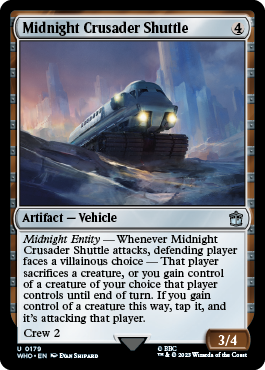 Midnight Crusader Shuttle 4
Artifact — Vehicle
Midnight Entity — Whenever Midnight
Crusader Shuttle attacks, defending player
faces a villainous choice — That player
sacrifices a creature, or you gain control
of a creature of your choice that player
controls until end of turn. If you gain
control of a creature this way, tap it, and
it's attacking that player.
Crew 2
3/4
U 0179
WHO • EN Evan Shipard
© BBC
™ & © 2023 Wizards of the Coast